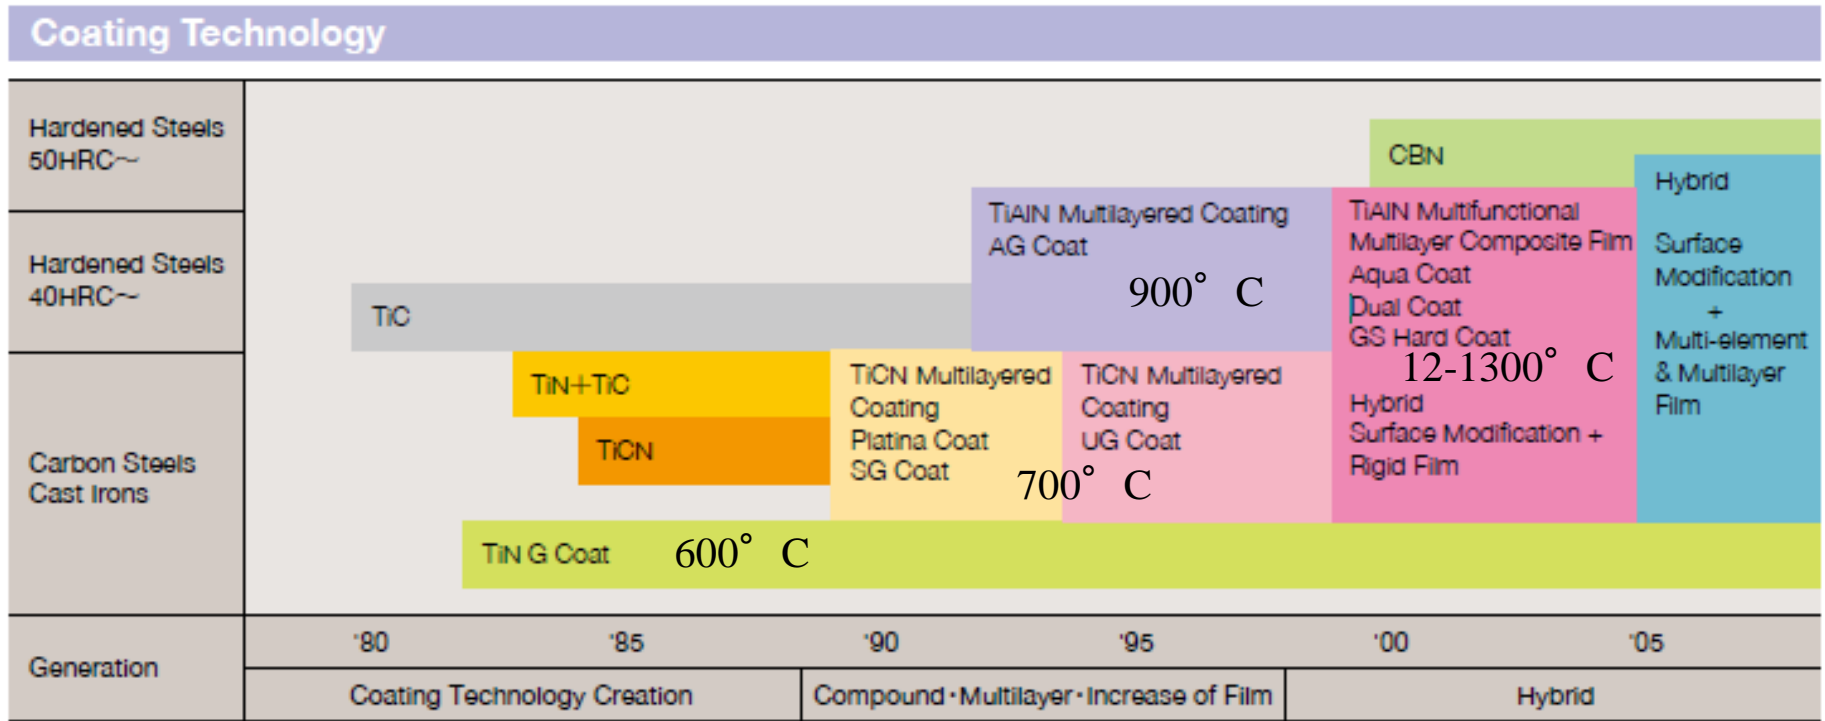 Coating Technology
Hardened Steels
50HRC～
Hardened Steels
40HRC～
Carbon Steels
Cast Irons
TiC
TiN+TiC
TiCN
TiN G Coat
600° C
TiCN Multilayered
Coating
Platina Coat
SG Coat
700° C
TiCN Multilayered
Coating
UG Coat
TiAlN Multilayered Coating
AG Coat
900° C
CBN
TiAlN Multifunctional
Multilayer Composite Film
Aqua Coat
Dual Coat
GS Hard Coat
12-1300° C
Hybrid
Surface Modification +
Rigid Film
Hybrid
Surface
Modification
+
Multi-element
& Multilayer
Film
Generation
'80 '85 '90 '95 '00 '05
Coating Technology Creation
Compound･Multilayer･Increase of Film
Hybrid